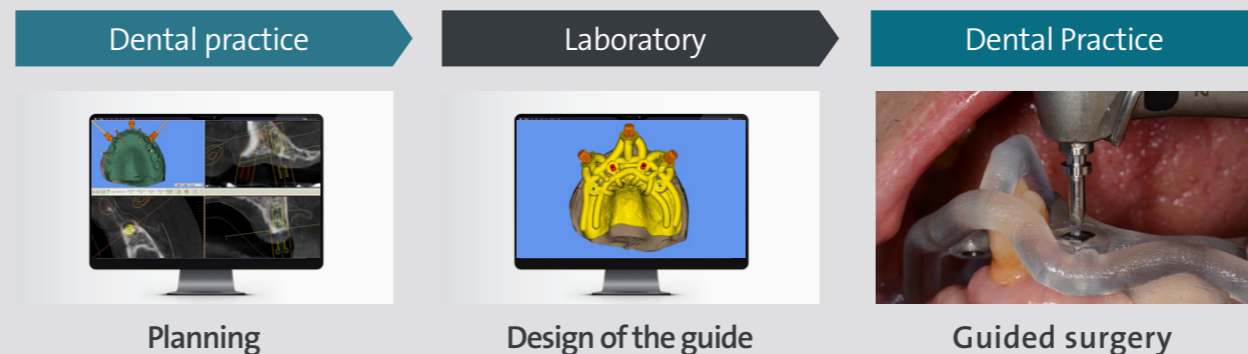 Dental practice
Laboratory
Dental Practice
Planning
Design of the guide
Guided surgery